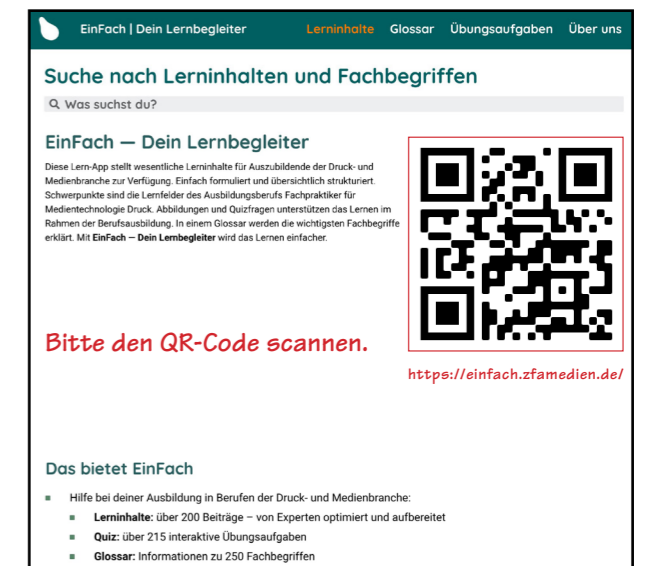 EinFach | Dein Lernbegleiter Lerninhalte Glossar Übungsaufgaben Über uns
Suche nach Lerninhalten und Fachbegriffen
Was suchst du?
EinFach — Dein Lernbegleiter
Diese Lern-App stellt wesentliche Lerninhalte für Auszubildende der Druck- und
Medienbranche zur Verfügung. Einfach formuliert und übersichtlich strukturiert.
Schwerpunkte sind die Lernfelder des Ausbildungsberufs Fachpraktiker für
Medientechnologie Druck. Abbildungen und Quizfragen unterstützen das Lernen im
Rahmen der Berufsausbildung. In einem Glossar werden die wichtigsten Fachbegriffe
erklärt. Mit EinFach — Dein Lernbegleiter wird das Lernen einfacher.
Bitte den QR-Code scannen.
https://einfach.zfamedien.de/
Das bietet EinFach
Hilfe bei deiner Ausbildung in Berufen der Druck- und Medienbranche:
Lerninhalte: über 200 Beiträge – von Experten optimiert und aufbereitet
Quiz: über 215 interaktive Übungsaufgaben
Glossar: Informationen zu 250 Fachbegriffen